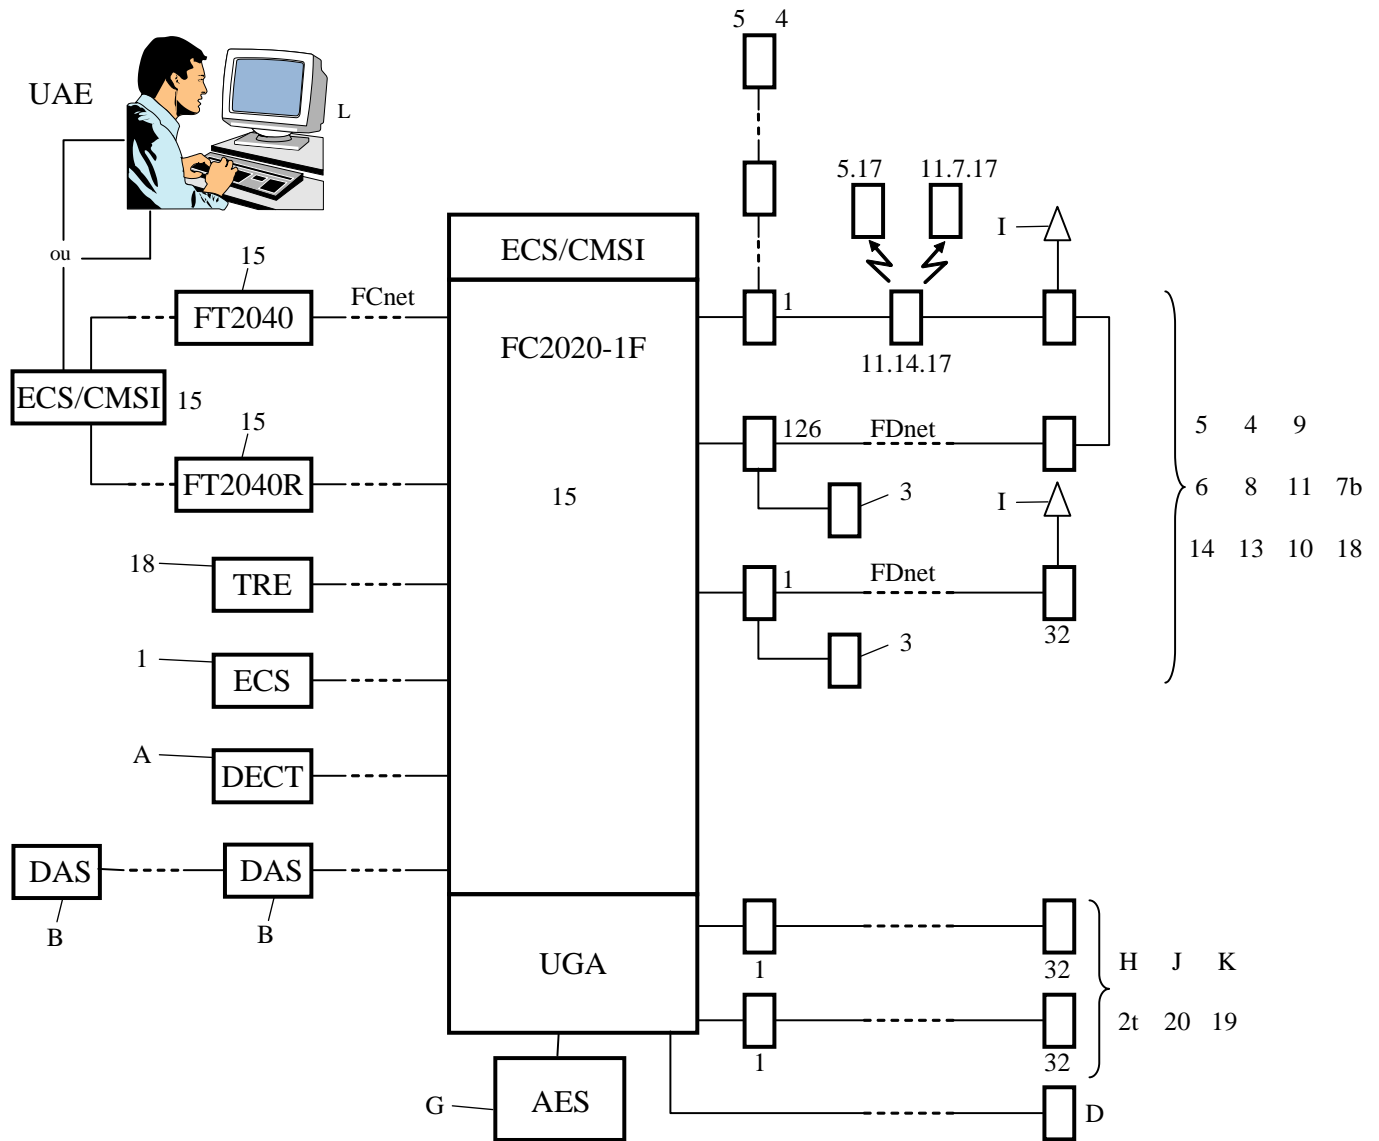 5 4
UAE
L
5.17 11.7.17
I
ou
15
ECS/CMSI
FCnet
FT2040
1
FC2020-1F
11.14.17
ECS/CMSI 15
15
126 FDnet
5 4 9
FT2040R
15
3
I
6 8 11 7b
18
TRE
1
FDnet
14 13 10 18
32
3
1
ECS
A
DECT
DAS
DAS
B
B
UGA
1
32
H J K
2t 20 19
1
32
G
AES
D